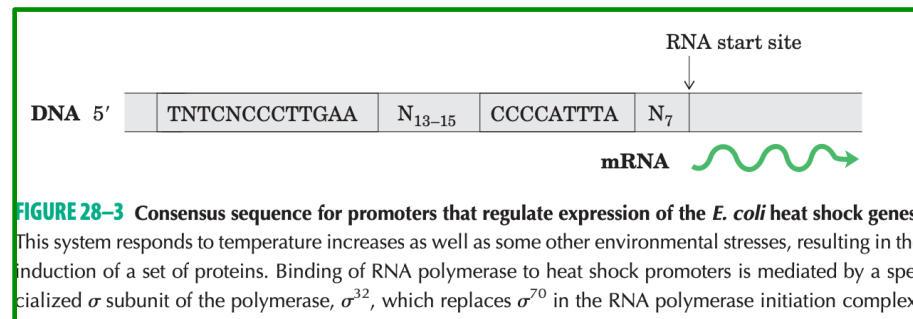 RNA start site
DNA 5′ TNTCNCCCTTGAA N₁₃₋₁₅ CCCCATTTA N₇
mRNA
FIGURE 28–3 Consensus sequence for promoters that regulate expression of the E. coli heat shock genes
This system responds to temperature increases as well as some other environmental stresses, resulting in th
induction of a set of proteins. Binding of RNA polymerase to heat shock promoters is mediated by a spe
cialized σ subunit of the polymerase, σ³², which replaces σ⁷⁰ in the RNA polymerase initiation complex